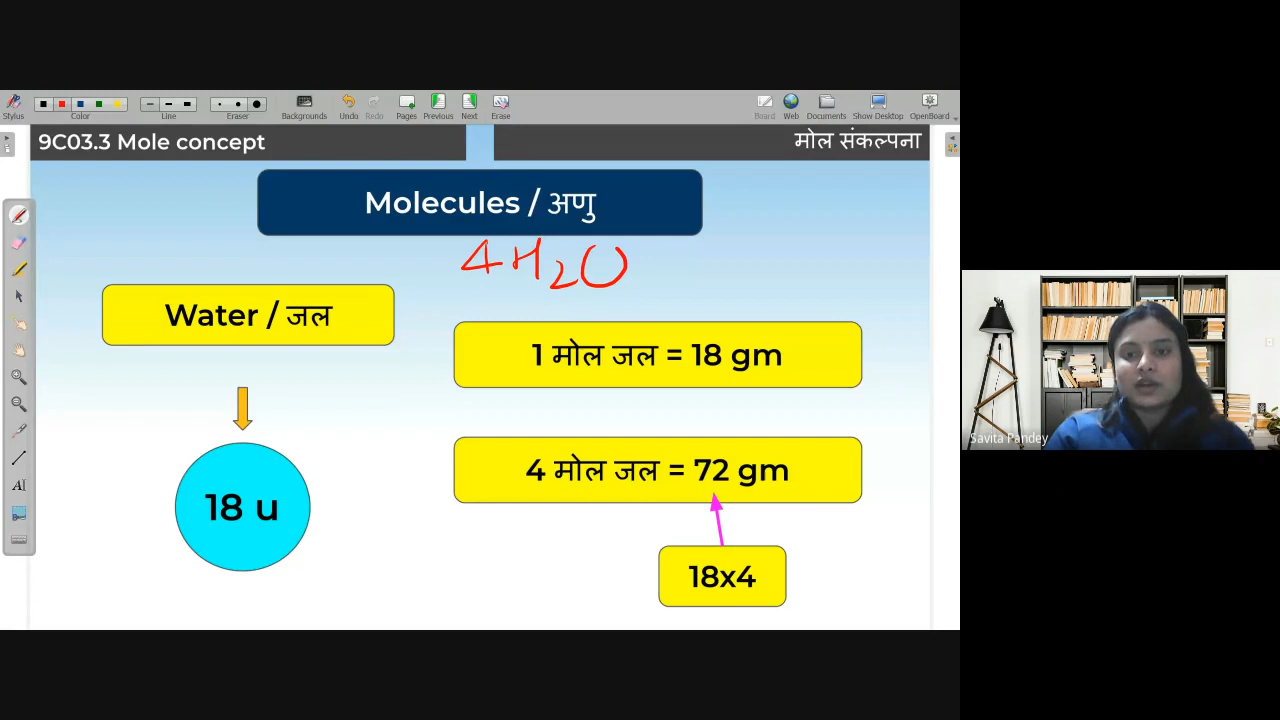 Stylus
Color
Line
Eraser
Backgrounds
Undo
Redo
Pages
Previous
Next
Erase
Board
Web
Documents
Show Desktop
OpenBoard
9C03.3 Mole concept
मोल संकल्पना
Molecules / अणु
4H2O
Water / जल
1 मोल जल = 18 gm
4 मोल जल = 72 gm
18 u
18x4
Savita Pandey